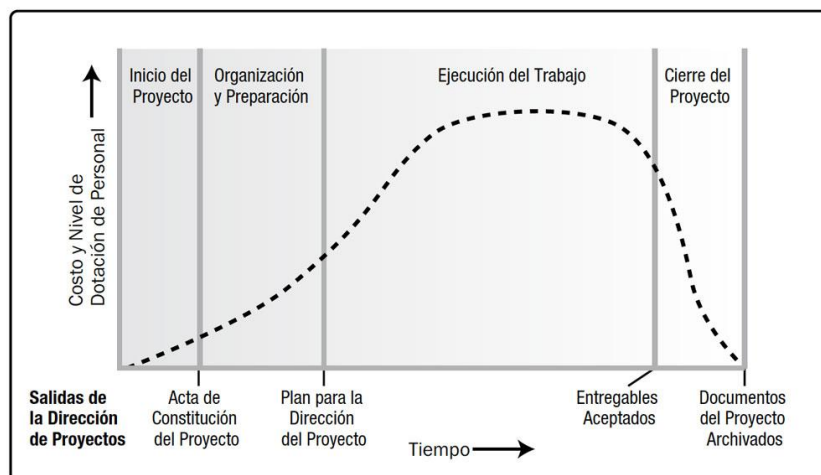 Inicio del
Proyecto
Organización
y Preparación
Ejecución del Trabajo
Cierre del
Proyecto
Costo y Nivel de
Dotación de Personal
Salidas de
la Dirección
de Proyectos
Acta de
Constitución
del Proyecto
Plan para la
Dirección
del Proyecto
Tiempo
Entregables
Aceptados
Documentos
del Proyecto
Archivados